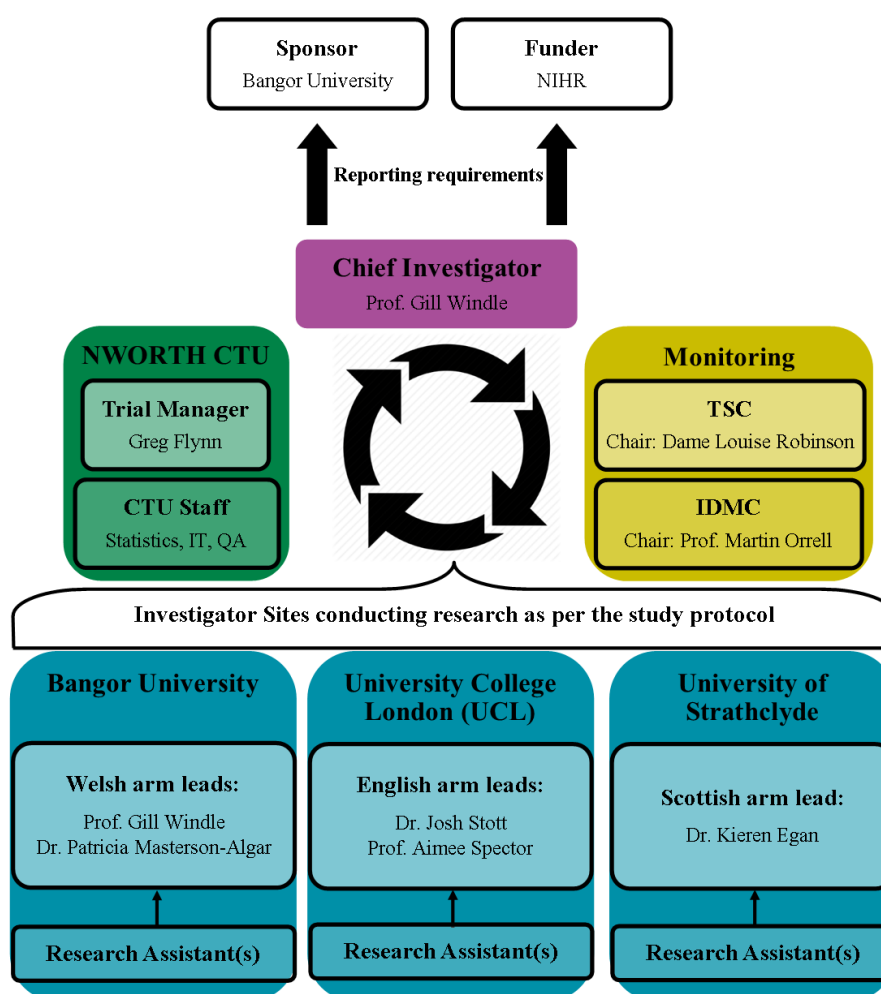 Sponsor
Bangor University
Funder
NIHR
Reporting requirements
Chief Investigator
Prof. Gill Windle
NWORTH CTU
Trial Manager
Greg Flynn
CTU Staff
Statistics, IT, QA
Monitoring
TSC
Chair: Dame Louise Robinson
IDMC
Chair: Prof. Martin Orrell
Investigator Sites conducting research as per the study protocol
Bangor University
Welsh arm leads:
Prof. Gill Windle
Dr. Patricia Masterson-Algar
Research Assistant(s)
University College
London (UCL)
English arm leads:
Dr. Josh Stott
Prof. Aimee Spector
Research Assistant(s)
University of
Strathclyde
Scottish arm lead:
Dr. Kieren Egan
Research Assistant(s)